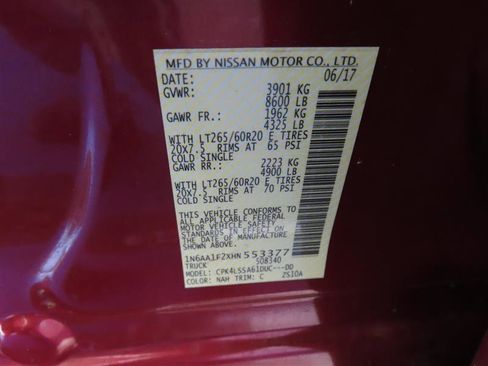 MFD BY NISSAN MOTOR CO., LTD.
DATE: 06/17
GVWR: 3901 KG
8600 LB
GAWR FR.: 1962 KG
4325 LB
WITH LT265/60R20 E TIRES
20X7.5 RIMS AT 65 PSI
COLD SINGLE
GAWR RR.: 2223 KG
4900 LB
WITH LT265/60R20 E TIRES
20X7.5 RIMS AT 70 PSI
COLD SINGLE
THIS VEHICLE CONFORMS TO
ALL APPLICABLE FEDERAL
MOTOR VEHICLE SAFETY
STANDARDS IN EFFECT ON
THE DATE OF MANUFACTURE
SHOWN ABOVE.
1N6AA1F2XHN553377
TRUCK 508340
MODEL: CPK4LSSA61DUC---DD
COLOR: NAH TRIM: C 2S10A